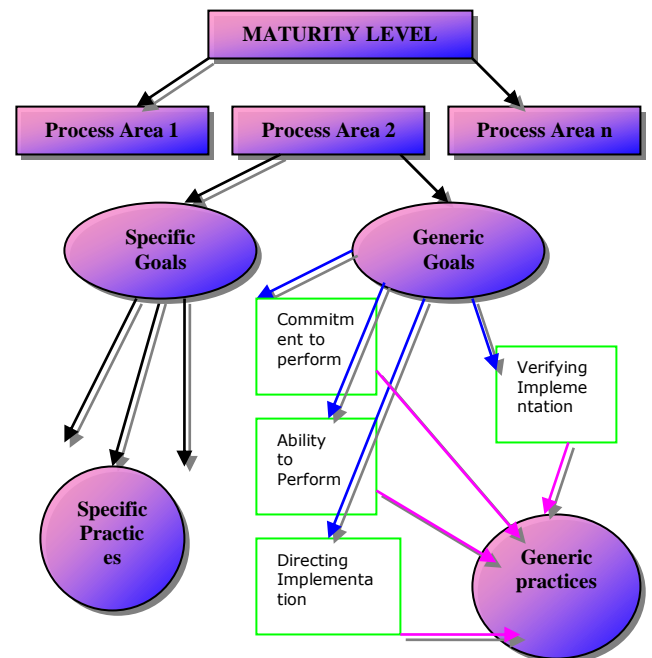 MATURITY LEVEL
Process Area 1
Process Area 2
Process Area n
Specific
Goals
Generic
Goals
Commitm
ent to
perform
Verifying
Impleme
ntation
Ability
to
Perform
Specific
Practic
es
Directing
Implementa
tion
Generic
practices